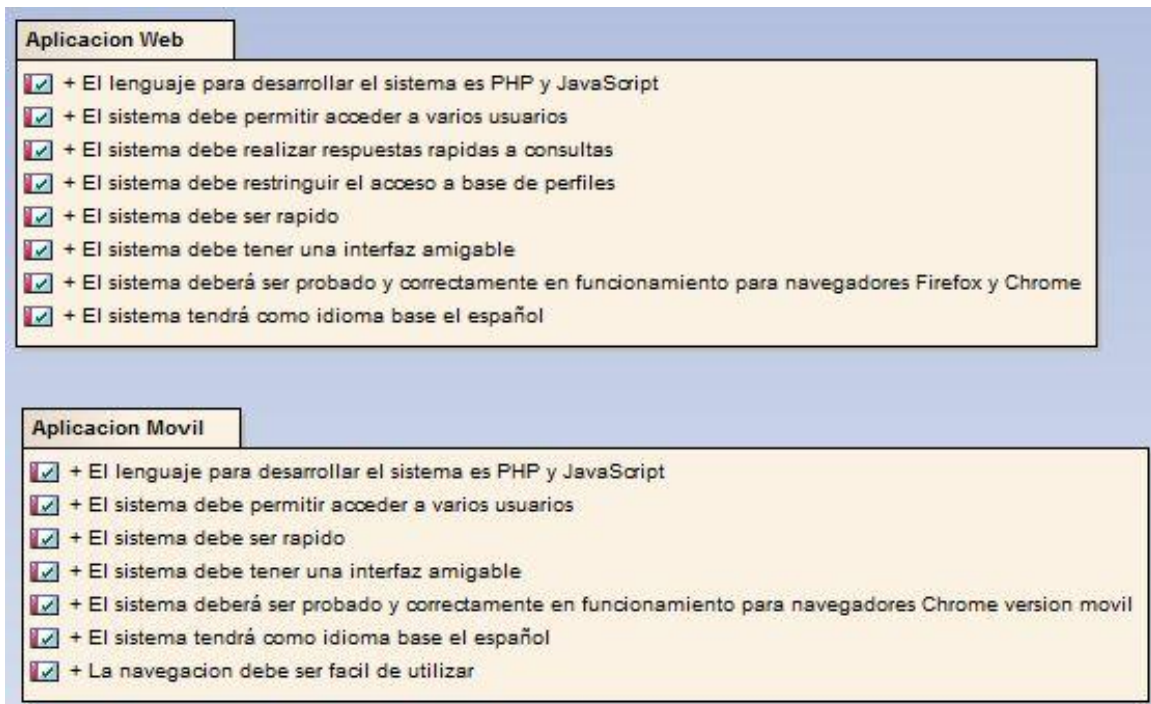 Aplicacion Web
+ El lenguaje para desarrollar el sistema es PHP y JavaScript
+ El sistema debe permitir acceder a varios usuarios
+ El sistema debe realizar respuestas rapidas a consultas
+ El sistema debe restringuir el acceso a base de perfiles
+ El sistema debe ser rapido
+ El sistema debe tener una interfaz amigable
+ El sistema deberá ser probado y correctamente en funcionamiento para navegadores Firefox y Chrome
+ El sistema tendrá como idioma base el español
Aplicacion Movil
+ El lenguaje para desarrollar el sistema es PHP y JavaScript
+ El sistema debe permitir acceder a varios usuarios
+ El sistema debe ser rapido
+ El sistema debe tener una interfaz amigable
+ El sistema deberá ser probado y correctamente en funcionamiento para navegadores Chrome version movil
+ El sistema tendrá como idioma base el español
+ La navegacion debe ser facil de utilizar